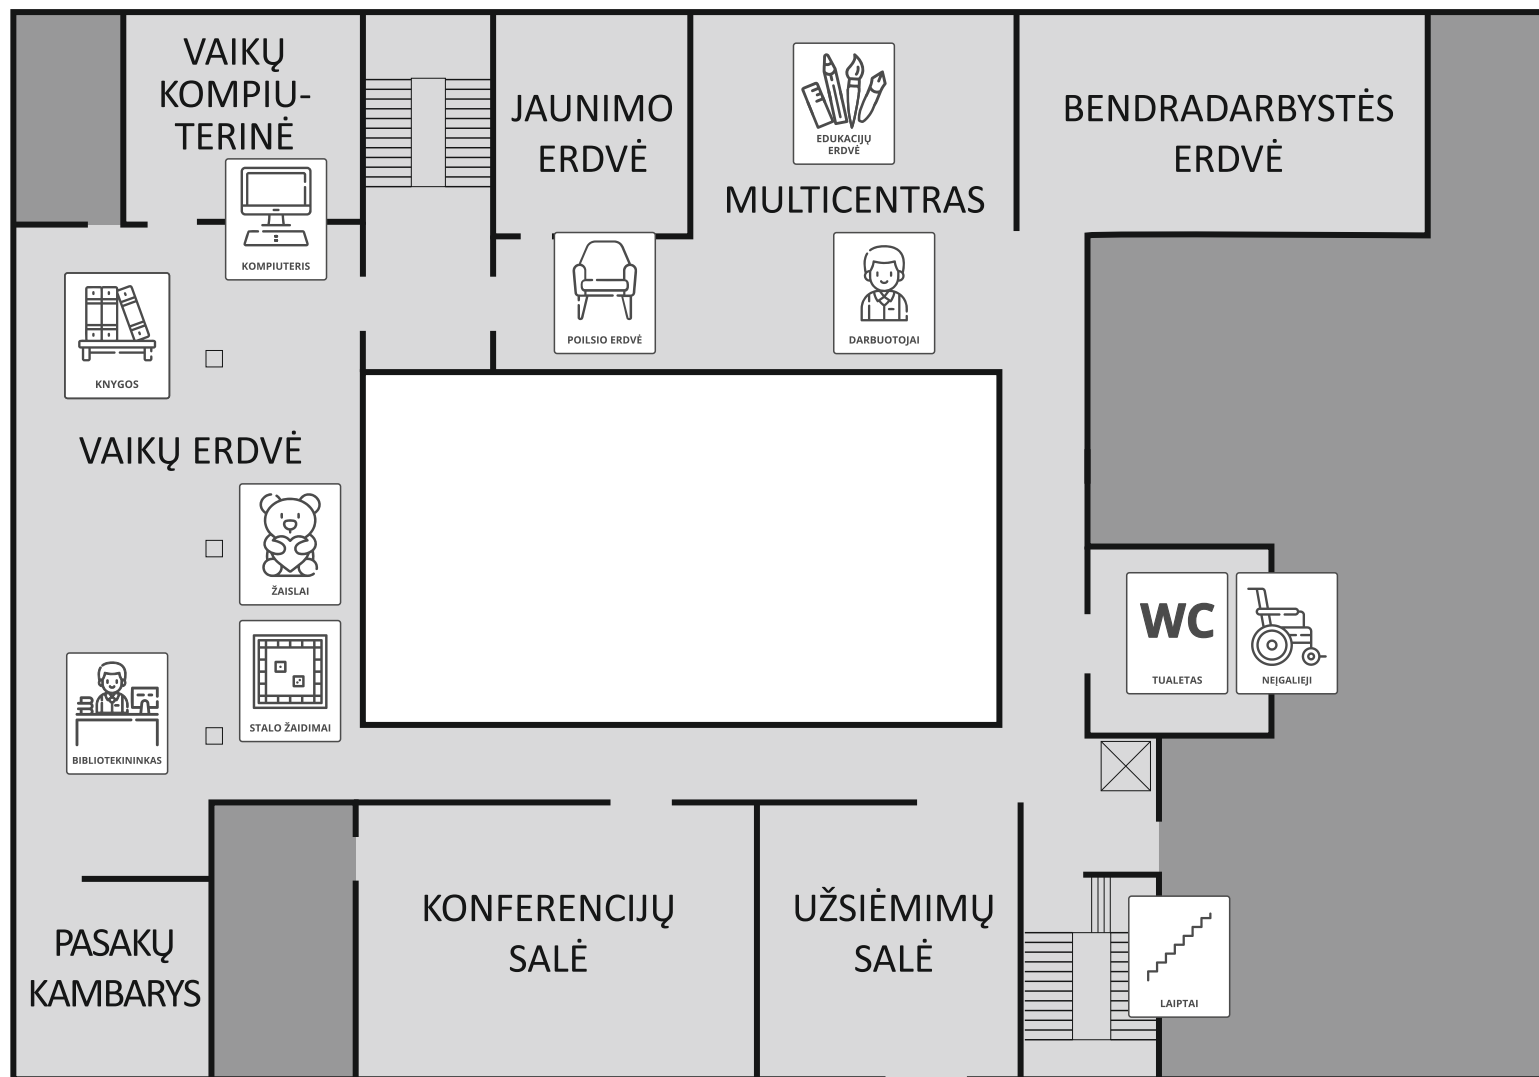 VAIKŲ
KOMPIU-
TERINĖ
KOMPIUTERIS
JAUNIMO
ERDVĖ
POILSIO ERDVĖ
EDUKACIJŲ
ERDVĖ
MULTICENTRAS
DARBUOTOJAI
BENDRADARBYSTĖS
ERDVĖ
KNYGOS
VAIKŲ ERDVĖ
ŽAISLAI
STALO ŽAIDIMAI
BIBLIOTEKININKAS
WC
TUALETAS
NEĮGALIEJI
PASAKŲ
KAMBARYS
KONFERENCIJŲ
SALĖ
UŽSIĖMIMŲ
SALĖ
LAIPTAI